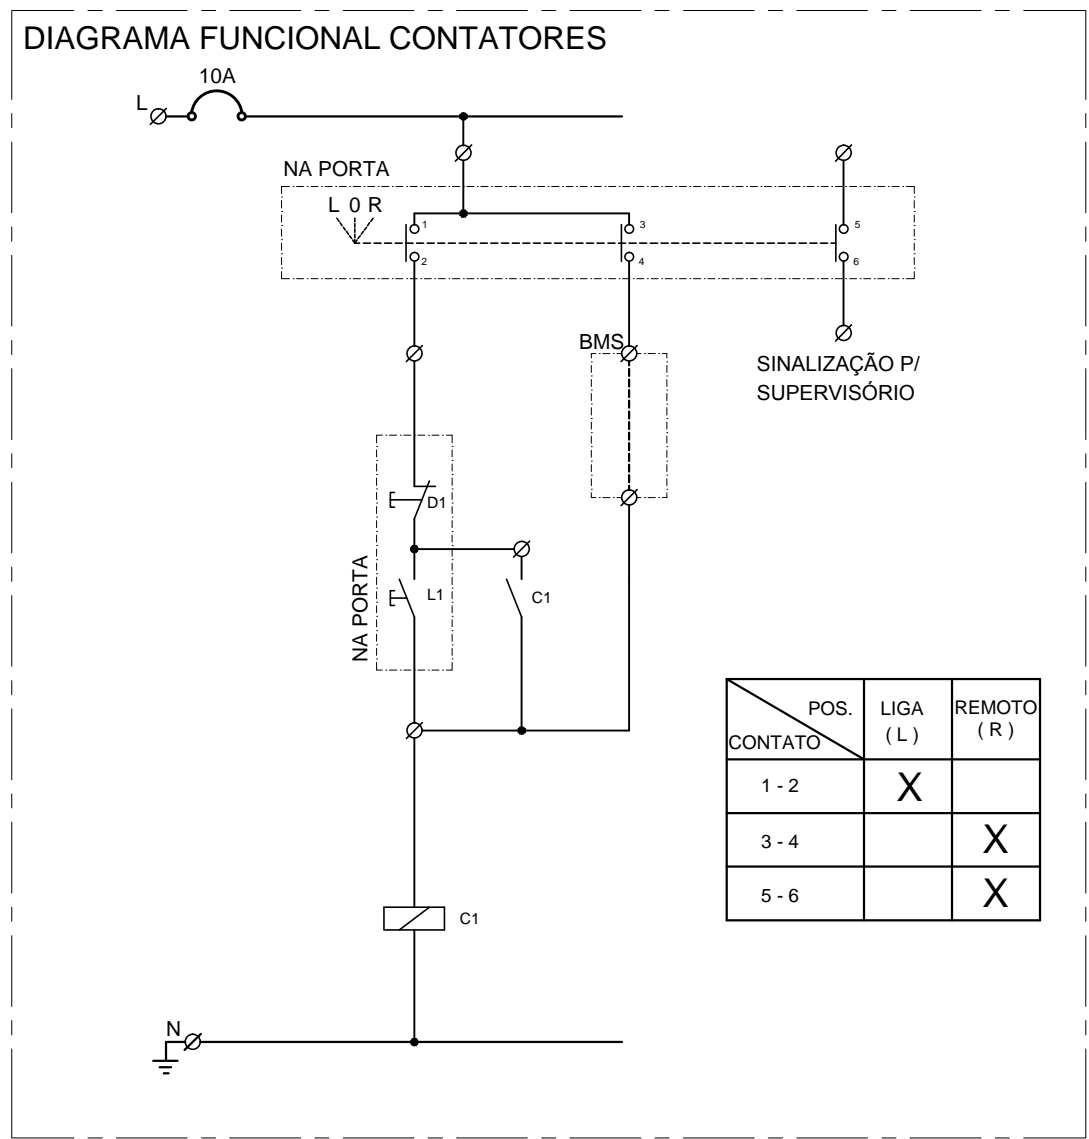 DIAGRAMA FUNCIONAL CONTATORES
10A
L
NA PORTA
L 0 R
1
2
3
4
5
6
BMS
SINALIZAÇÃO P/
SUPERVISÓRIO
D1
L1
C1
NA PORTA
POS.
CONTATO
LIGA
( L )
REMOTO
( R )
1 - 2
X
3 - 4
X
5 - 6
X
C1
N